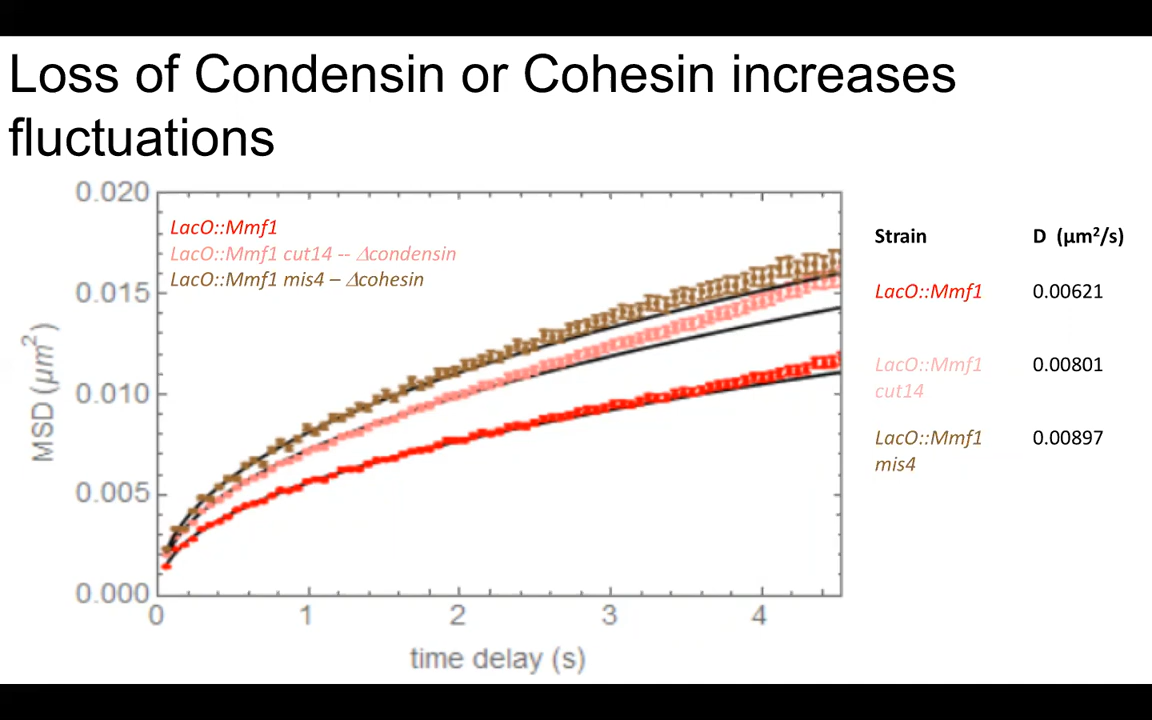 Loss of Condensin or Cohesin increases
fluctuations
0.020
0.015
0.010
0.005
0.000
MSD (μm²)
LacO::Mmf1
LacO::Mmf1 cut14 -- Δcondensin
LacO::Mmf1 mis4 – Δcohesin
0
1
2
3
4
time delay (s)
Strain D (μm²/s)
LacO::Mmf1 0.00621
LacO::Mmf1 0.00801
cut14
LacO::Mmf1 0.00897
mis4